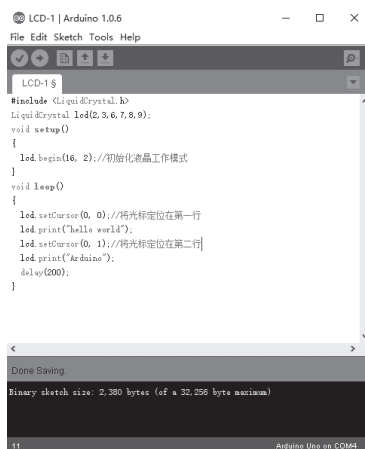 LCD-1 | Arduino 1.0.6
File Edit Sketch Tools Help
LCD-1 §
#include <LiquidCrystal.h>
LiquidCrystal lcd(2,3,6,7,8,9);
void setup()
{
lcd.begin(16, 2);//初始化液晶工作模式
}
void loop()
{
lcd.setCursor(0, 0);//将光标定位在第一行
lcd.print("hello world");
lcd.setCursor(0, 1);//将光标定位在第二行
lcd.print("Arduino");
delay(200);
}
Done Saving.
Binary sketch size: 2,380 bytes (of a 32,256 byte maximum)
11 Arduino Uno on COM4